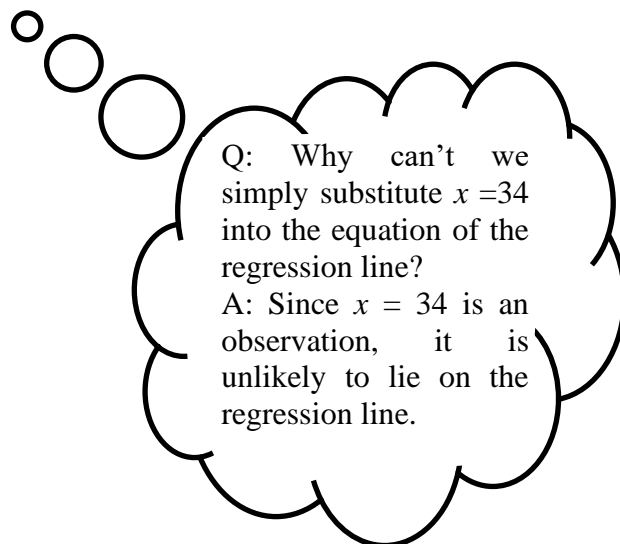 Q: Why can’t we
simply substitute x =34
into the equation of the
regression line?
A: Since x = 34 is an
observation, it is
unlikely to lie on the
regression line.